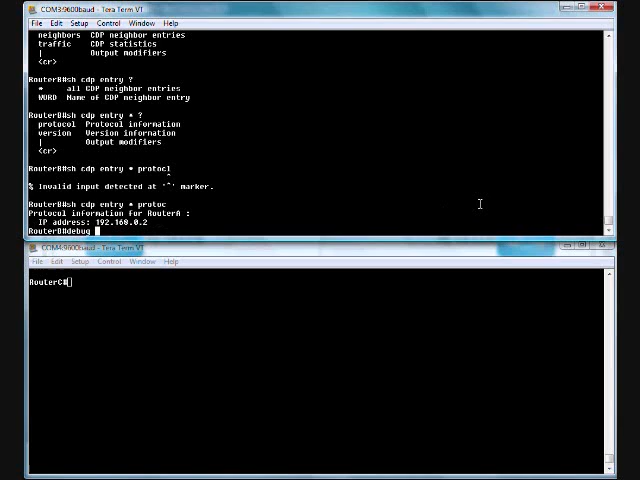 COM3:9600baud - Tera Term VT
File Edit Setup Control Window Help
neighbors CDP neighbor entries
traffic CDP statistics
| Output modifiers
<cr>
RouterB#sh cdp entry ?
* all CDP neighbor entries
WORD Name of CDP neighbor entry
RouterB#sh cdp entry * ?
protocol Protocol information
version Version information
| Output modifiers
<cr>
RouterB#sh cdp entry * protocl
^
% Invalid input detected at '^' marker.
RouterB#sh cdp entry * protoc
Protocol information for RouterA :
IP address: 192.168.0.2
RouterB#debug
COM4:9600baud - Tera Term VT
File Edit Setup Control Window Help
RouterC#